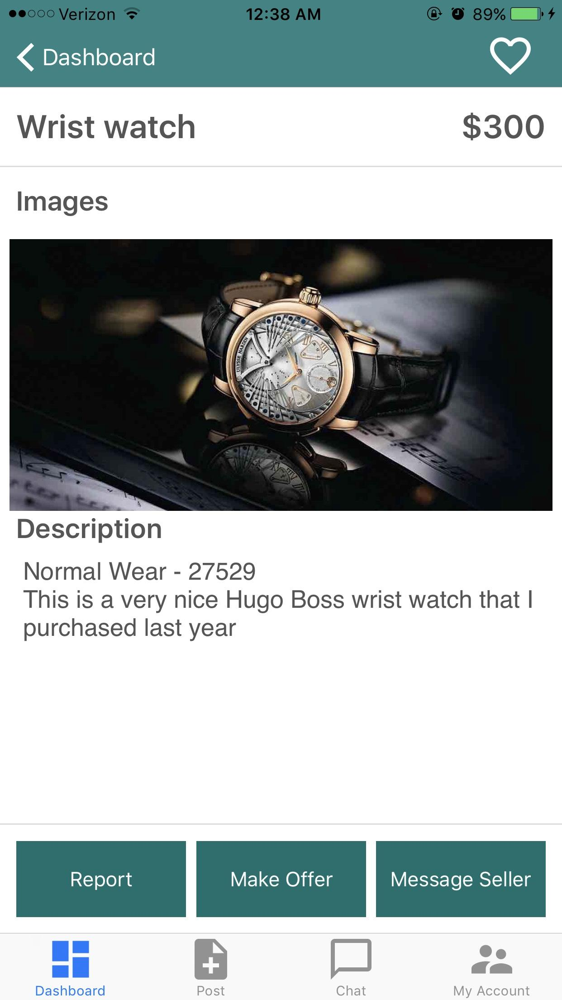 Verizon 12:38 AM 89%
Dashboard
Wrist watch $300
Images
ULYSSE NARDIN
Description
Normal Wear - 27529
This is a very nice Hugo Boss wrist watch that I
purchased last year
Report Make Offer Message Seller
Dashboard Post Chat My Account